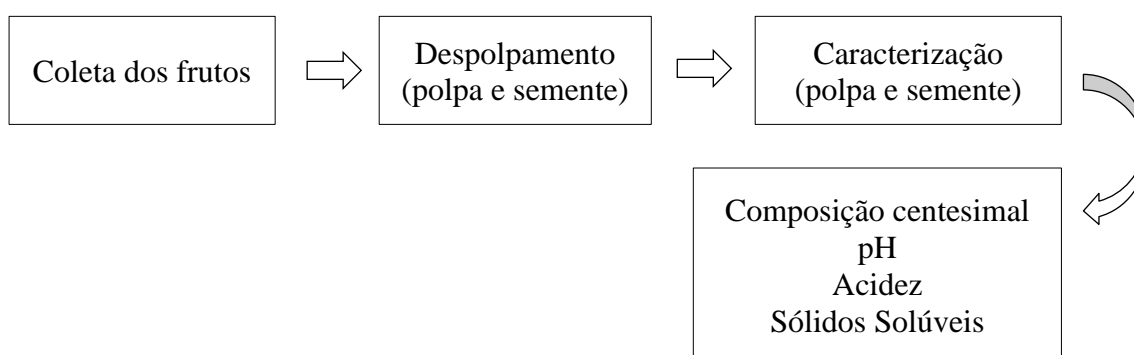 Coleta dos frutos
Despolpamento
(polpa e semente)
Caracterização
(polpa e semente)
Composição centesimal
pH
Acidez
Sólidos Solúveis